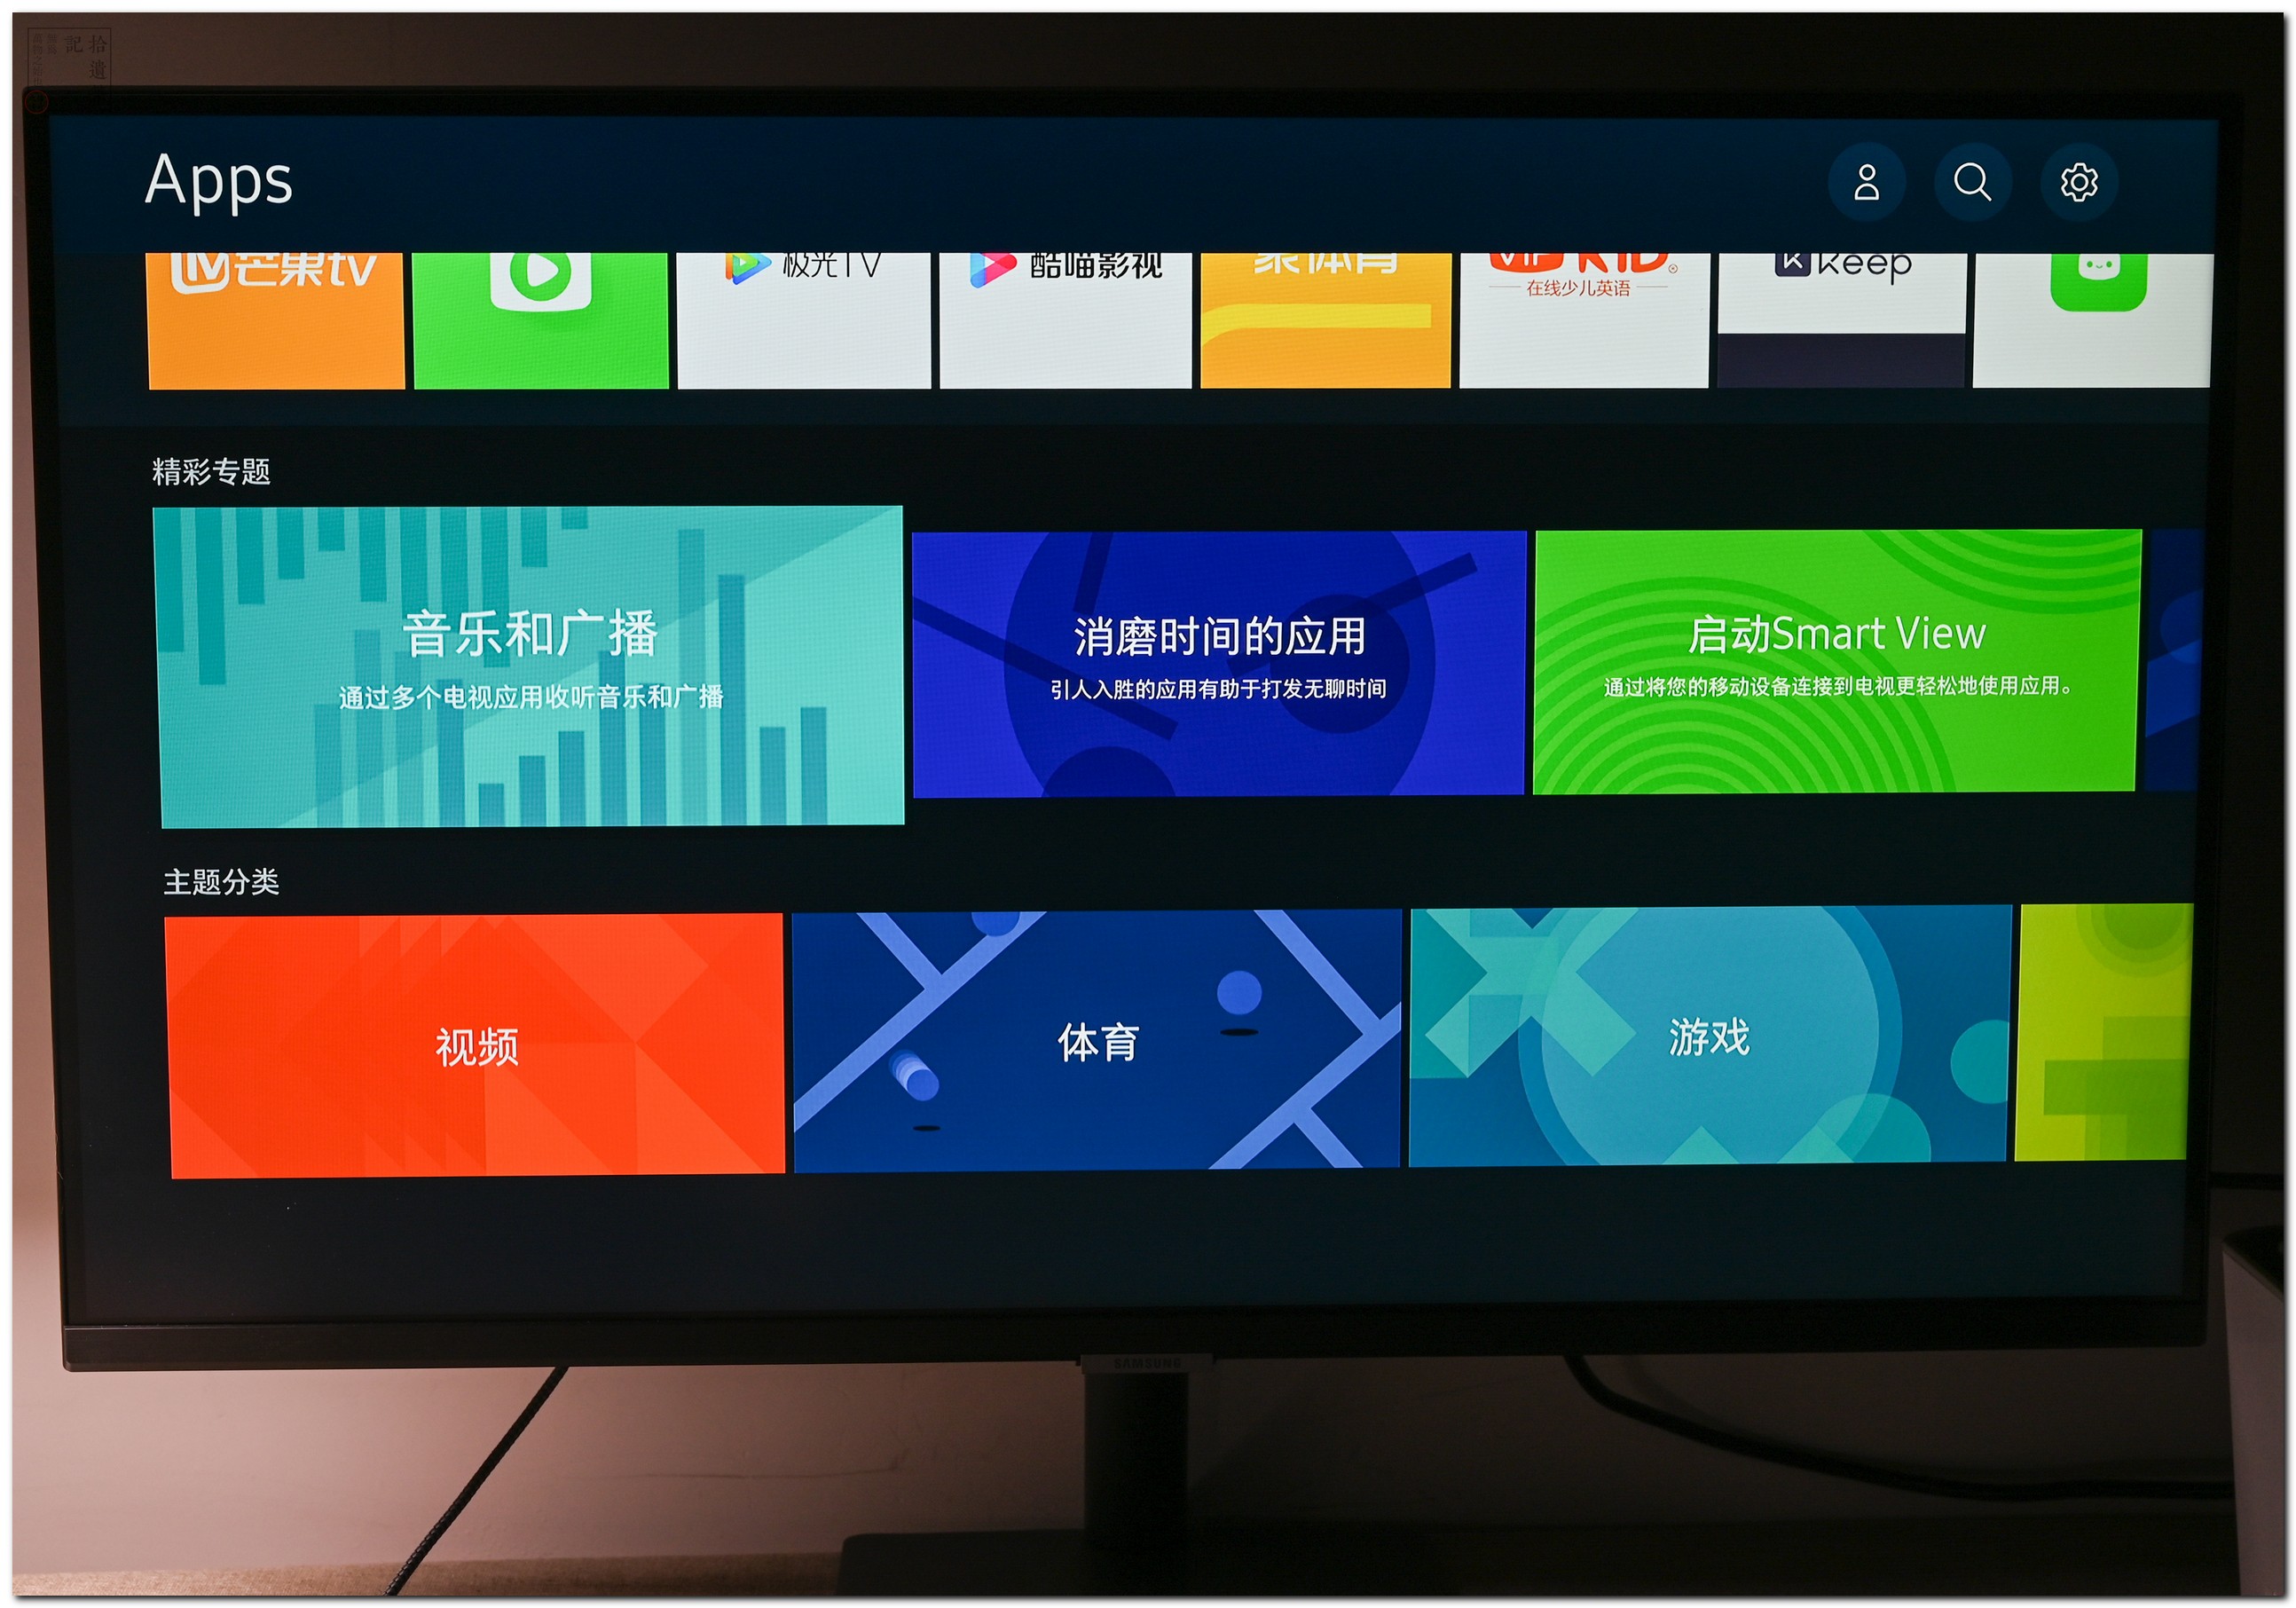 拾遺
記
Apps
芒果tv
极光TV
酷喵影视
聚体育
VIP KID
在线少儿英语
Keep
精彩专题
音乐和广播
通过多个电视应用收听音乐和广播
消磨时间的应用
引人入胜的应用有助于打发无聊时间
启动Smart View
通过将您的移动设备连接到电视更轻松地使用应用。
主题分类
视频
体育
游戏
SAMSUNG